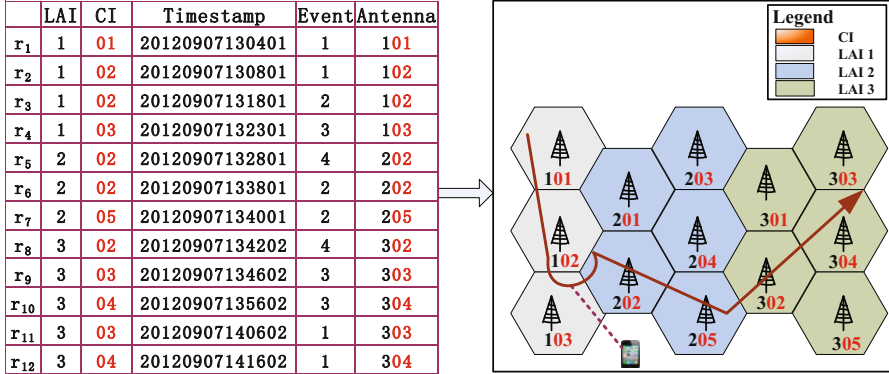 LAI CI Timestamp Event Antenna
r1 1 01 20120907130401 1 101
r2 1 02 20120907130801 1 102
r3 1 02 20120907131801 2 102
r4 1 03 20120907132301 3 103
r5 2 02 20120907132801 4 202
r6 2 02 20120907133801 2 202
r7 2 05 20120907134001 2 205
r8 3 02 20120907134202 4 302
r9 3 03 20120907134602 3 303
r10 3 04 20120907135602 3 304
r11 3 03 20120907140602 1 303
r12 3 04 20120907141602 1 304
Legend
CI
LAI 1
LAI 2
LAI 3
101 203 303
201 301
102 204 304
202 302
103 205 305